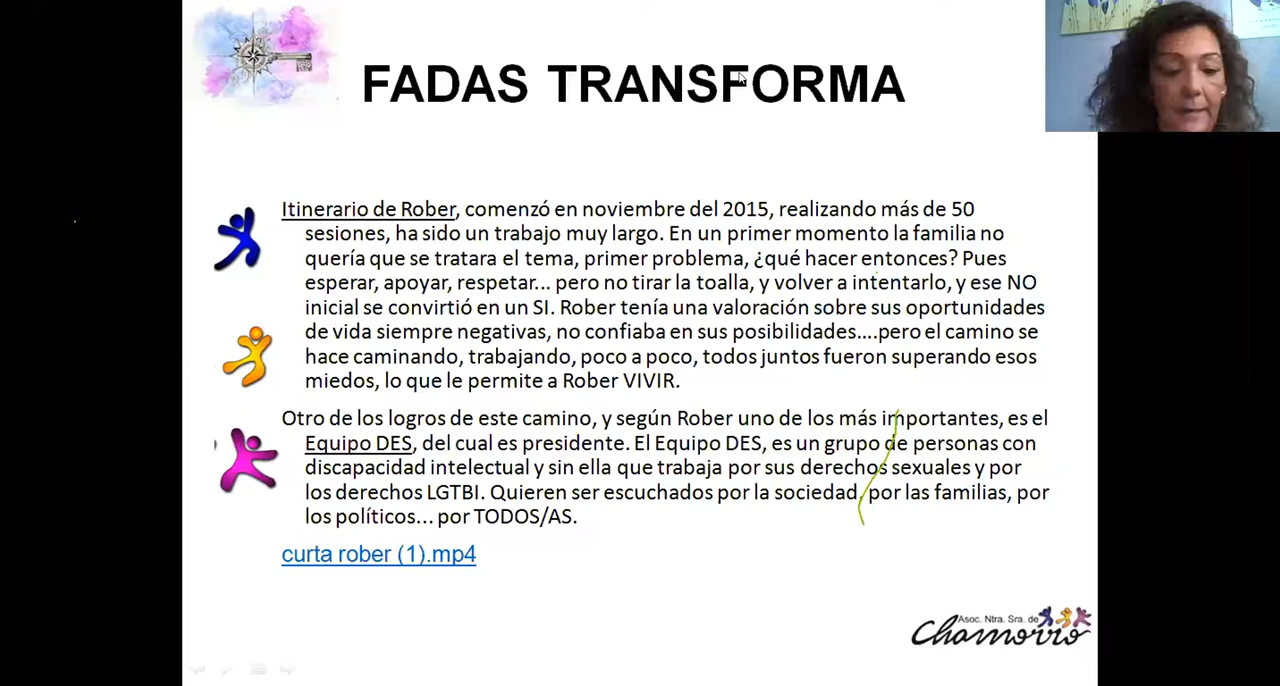 FADAS TRANSFORMA
Itinerario de Rober, comenzó en noviembre del 2015, realizando más de 50
sesiones, ha sido un trabajo muy largo. En un primer momento la familia no
quería que se tratara el tema, primer problema, ¿qué hacer entonces? Pues
esperar, apoyar, respetar... pero no tirar la toalla, y volver a intentarlo, y ese NO
inicial se convirtió en un SI. Rober tenía una valoración sobre sus oportunidades
de vida siempre negativas, no confiaba en sus posibilidades....pero el camino se
hace caminando, trabajando, poco a poco, todos juntos fueron superando esos
miedos, lo que le permite a Rober VIVIR.
Otro de los logros de este camino, y según Rober uno de los más importantes, es el
Equipo DES, del cual es presidente. El Equipo DES, es un grupo de personas con
discapacidad intelectual y sin ella que trabaja por sus derechos sexuales y por
los derechos LGTBI. Quieren ser escuchados por la sociedad, por las familias, por
los políticos... por TODOS/AS.
curta rober (1).mp4
Asoc. Ntra. Sra. de
Chamorro